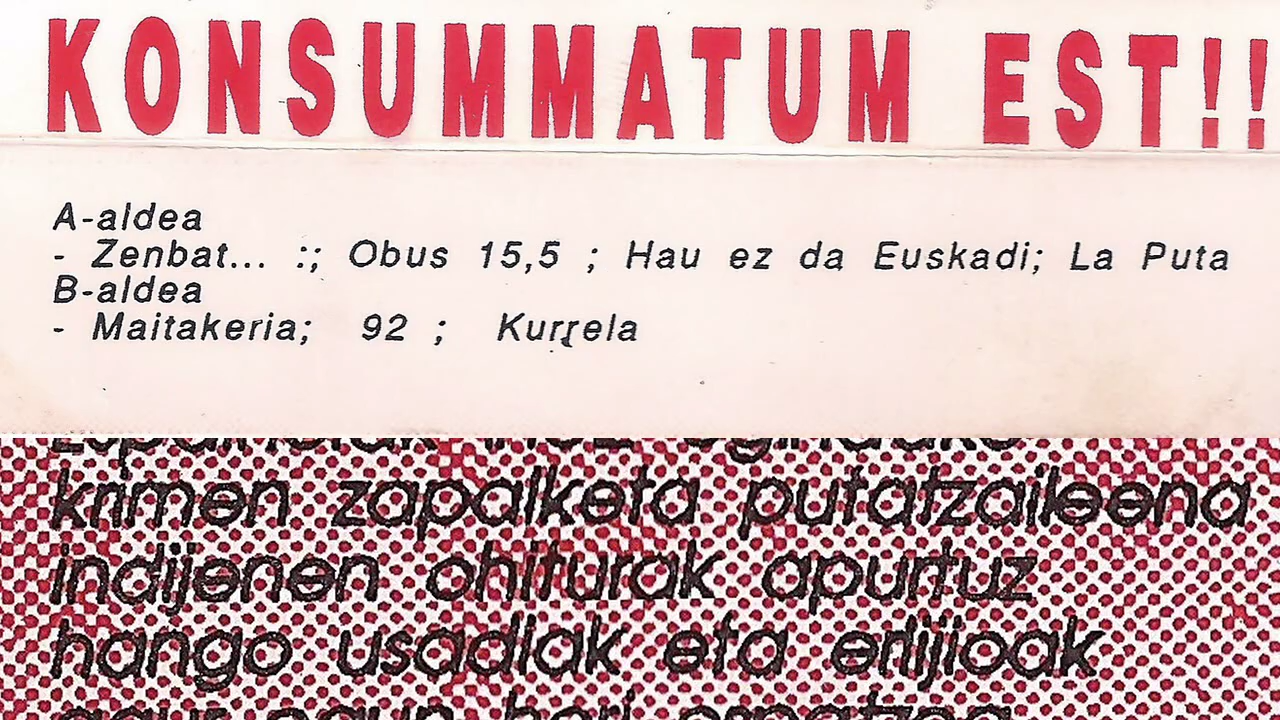 KONSUMMATUM EST!!
A-aldea
- Zenbat... :; Obus 15,5 ; Hau ez da Euskadi; La Puta
B-aldea
- Maitakeria; 92 ; Kurrela
krimen zapalketa putatzaileena
indijenen ohiturak apurtuz
hango usadiak eta erlijioak